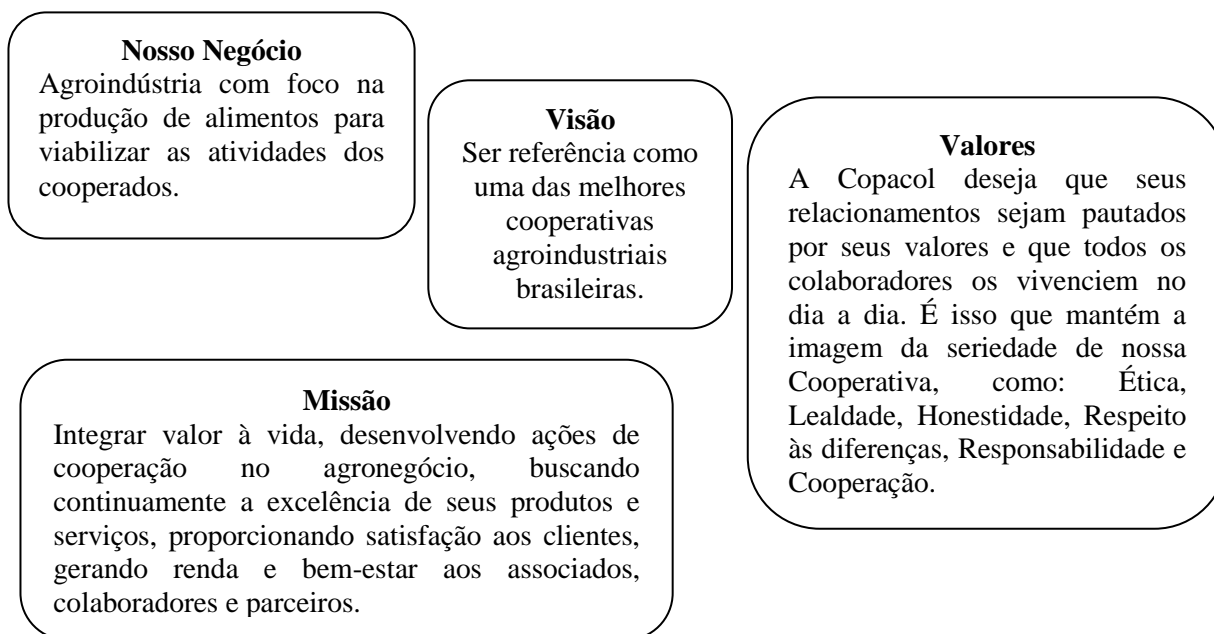 Nosso Negócio
Agroindústria com foco na
produção de alimentos para
viabilizar as atividades dos
cooperados.
Visão
Ser referência como
uma das melhores
cooperativas
agroindustriais
brasileiras.
Valores
A Copacol deseja que seus
relacionamentos sejam pautados
por seus valores e que todos os
colaboradores os vivenciem no
dia a dia. É isso que mantém a
imagem da seriedade de nossa
Cooperativa, como: Ética,
Lealdade, Honestidade, Respeito
às diferenças, Responsabilidade e
Cooperação.
Missão
Integrar valor à vida, desenvolvendo ações de
cooperação no agronegócio, buscando
continuamente a excelência de seus produtos e
serviços, proporcionando satisfação aos clientes,
gerando renda e bem-estar aos associados,
colaboradores e parceiros.